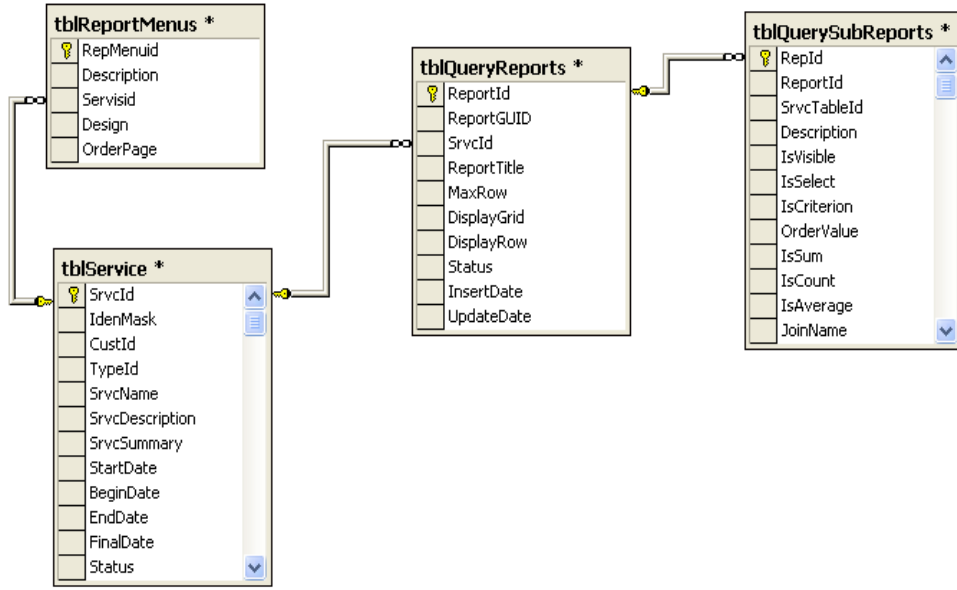 tblReportMenus *
RepMenuid
Description
Servisid
Design
OrderPage
tblService *
SrvcId
IdenMask
CustId
TypeId
SrvcName
SrvcDescription
SrvcSummary
StartDate
BeginDate
EndDate
FinalDate
Status
tblQueryReports *
ReportId
ReportGUID
SrvcId
ReportTitle
MaxRow
DisplayGrid
DisplayRow
Status
InsertDate
UpdateDate
tblQuerySubReports *
RepId
ReportId
SrvcTableId
Description
IsVisible
IsSelect
IsCriterion
OrderValue
IsSum
IsCount
IsAverage
JoinName